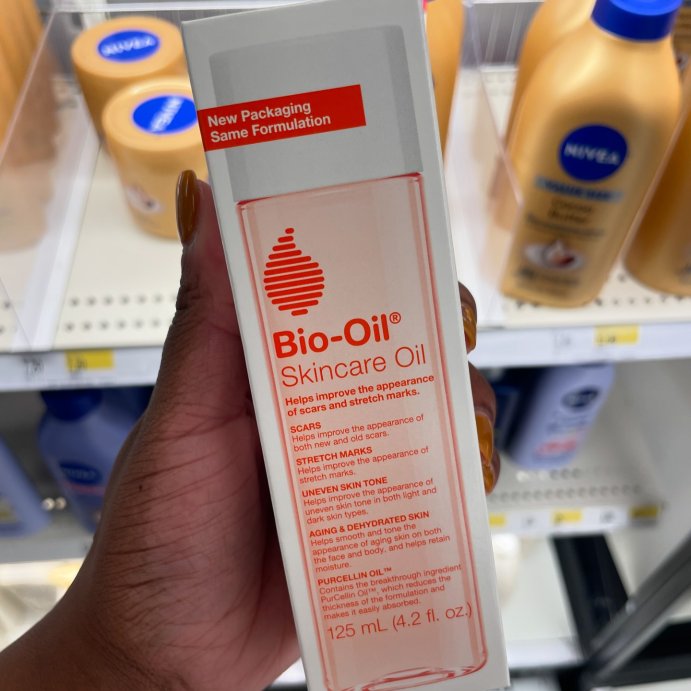 NIVEA
NIVEA
New Packaging
Same Formulation
NIVEA
Cocoa
Butter
Bio-Oil®
Skincare Oil
Helps improve the appearance
of scars and stretch marks.
SCARS
Helps improve the appearance of
both new and old scars.
STRETCH MARKS
Helps improve the appearance of
stretch marks.
UNEVEN SKIN TONE
Helps improve the appearance of
uneven skin tone in both light and
dark skin types.
AGING & DEHYDRATED SKIN
Helps smooth and tone the
appearance of aging skin on both
the face and body, and helps retain
moisture.
PURCELLIN OIL™
Contains the breakthrough ingredient
PurCellin Oil™, which reduces the
thickness of the formulation and
makes it easily absorbed.
125 mL (4.2 fl. oz.)